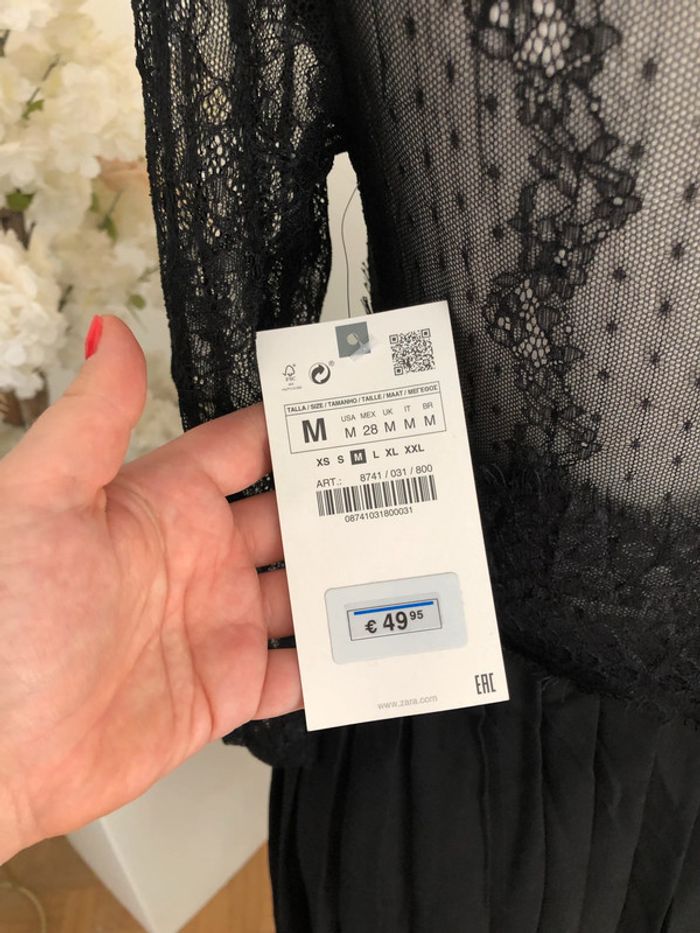 FSC
TALLA / SIZE / TAMANHO / TAILLE / MAAT / ΜΕΓΕΘΟΣ
M
USA MEX UK IT BR
M 28 M M M
XS S M L XL XXL
ART.: 8741 / 031 / 800
08741031800031
€ 49 95
www.zara.com
EAC